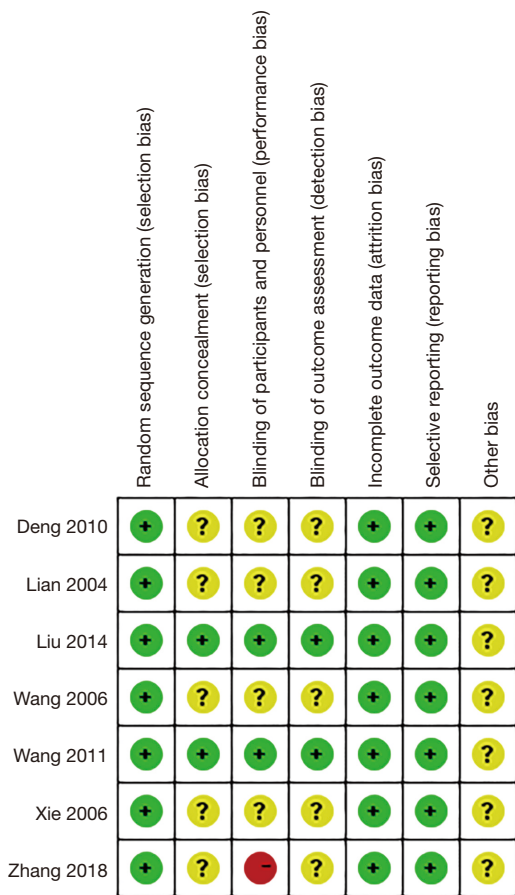 Random sequence generation (selection bias)
Allocation concealment (selection bias)
Blinding of participants and personnel (performance bias)
Blinding of outcome assessment (detection bias)
Incomplete outcome data (attrition bias)
Selective reporting (reporting bias)
Other bias
Deng 2010 + ? ? ? + + ?
Lian 2004 + ? ? ? + + ?
Liu 2014 + + + + + + ?
Wang 2006 + ? ? ? + + ?
Wang 2011 + + + + + + ?
Xie 2006 + ? ? ? + + ?
Zhang 2018 + ? - ? + + ?